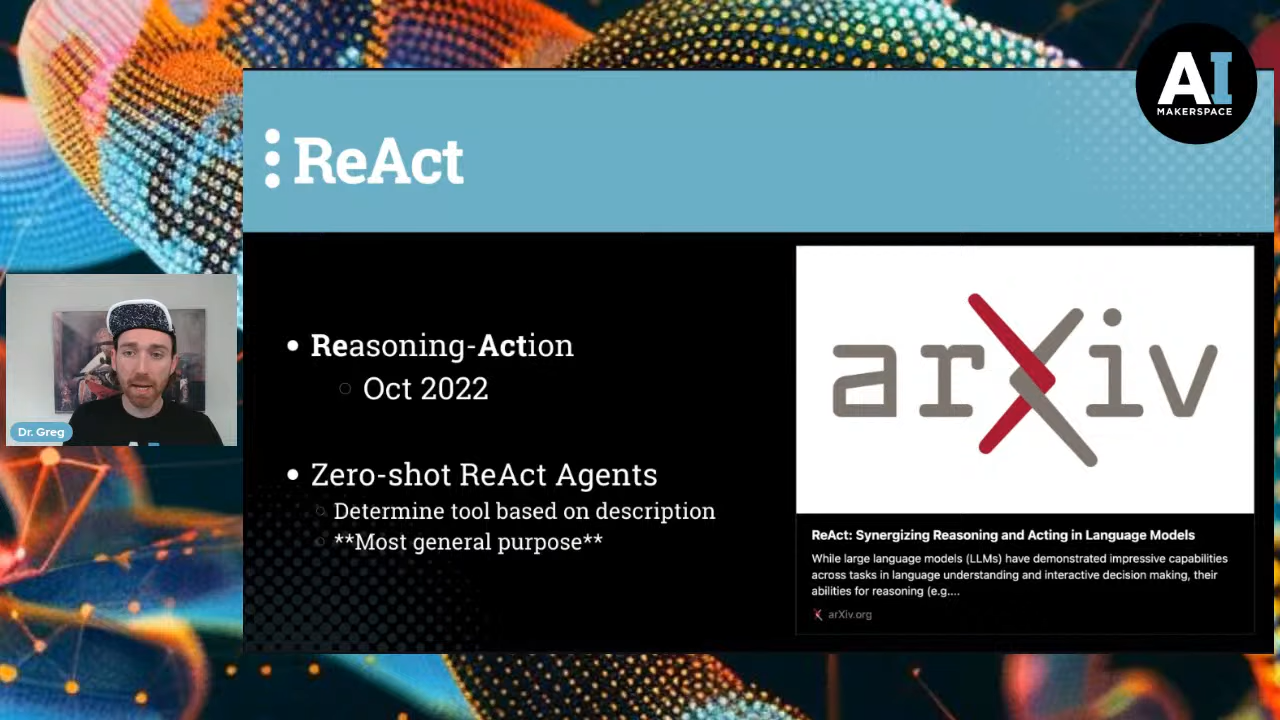 AI
MAKERSPACE
ReAct
Reasoning-Action
Oct 2022
Zero-shot ReAct Agents
Determine tool based on description
**Most general purpose**
Dr. Greg
arXiv
ReAct: Synergizing Reasoning and Acting in Language Models
While large language models (LLMs) have demonstrated impressive capabilities
across tasks in language understanding and interactive decision making, their
abilities for reasoning (e.g....
arXiv.org